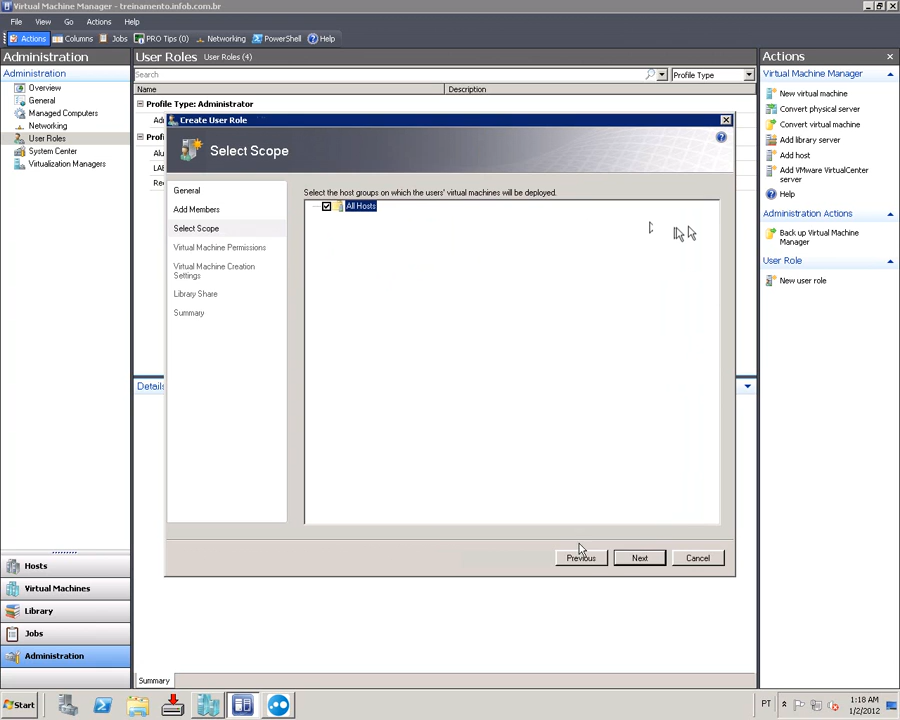 Virtual Machine Manager - treinamento.infob.com.br
File View Go Actions Help
Actions Columns Jobs PRO Tips (0) Networking PowerShell Help
Administration
Administration
Overview
General
Managed Computers
Networking
User Roles
System Center
Virtualization Managers
Hosts
Virtual Machines
Library
Jobs
Administration
User Roles User Roles (4)
Search Profile Type
Name Description
Profile Type: Administrator
Create User Role
Select Scope
General
Add Members
Select Scope
Virtual Machine Permissions
Virtual Machine Creation
Settings
Library Share
Summary
Select the host groups on which the users' virtual machines will be deployed.
All Hosts
Previous Next Cancel
Details
Summary
Actions
Virtual Machine Manager
New virtual machine
Convert physical server
Convert virtual machine
Add library server
Add host
Add VMware VirtualCenter
server
Help
Administration Actions
Back up Virtual Machine
Manager
User Role
New user role
Start
PT
1:18 AM
1/2/2012